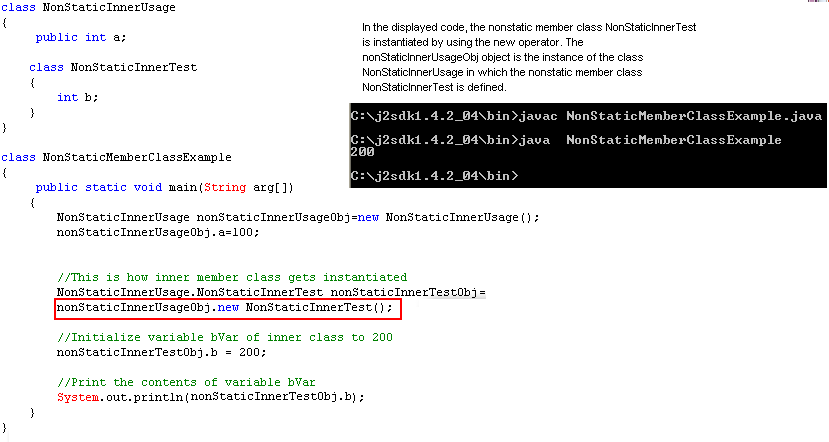 class NonStaticInnerUsage
{
public int a;
class NonStaticInnerTest
{
int b;
}
}
class NonStaticMemberClassExample
{
public static void main(String arg[])
{
NonStaticInnerUsage nonStaticInnerUsageObj=new NonStaticInnerUsage();
nonStaticInnerUsageObj.a=100;
//This is how inner member class gets instantiated
NonStaticInnerUsage.NonStaticInnerTest nonStaticInnerTestObj=
nonStaticInnerUsageObj.new NonStaticInnerTest();
//Initialize variable bVar of inner class to 200
nonStaticInnerTestObj.b = 200;
//Print the contents of variable bVar
System.out.println(nonStaticInnerTestObj.b);
}
}
In the displayed code, the nonstatic member class NonStaticInnerTest
is instantiated by using the new operator. The
nonStaticInnerUsageObj object is the instance of the class
NonStaticInnerUsage in which the nonstatic member class
NonStaticInnerTest is defined.
C:\j2sdk1.4.2_04\bin>javac NonStaticMemberClassExample.java
C:\j2sdk1.4.2_04\bin>java  NonStaticMemberClassExample
200
C:\j2sdk1.4.2_04\bin>